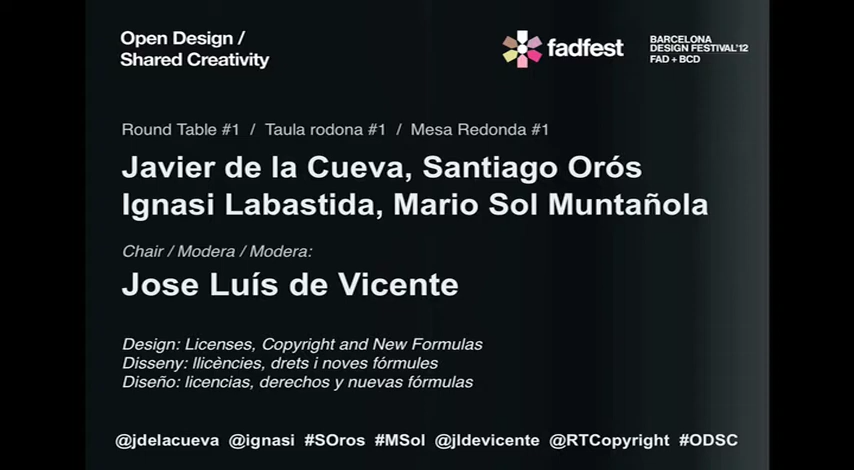 Open Design /
Shared Creativity
fadfest
BARCELONA
DESIGN FESTIVAL'12
FAD + BCD
Round Table #1 / Taula rodona #1 / Mesa Redonda #1
Javier de la Cueva, Santiago Orós
Ignasi Labastida, Mario Sol Muntañola
Chair / Modera / Modera:
Jose Luís de Vicente
Design: Licenses, Copyright and New Formulas
Disseny: llicències, drets i noves fórmules
Diseño: licencias, derechos y nuevas fórmulas
@jdelacueva @ignasi #SOros #MSol @jldevicente @RTCopyright #ODSC